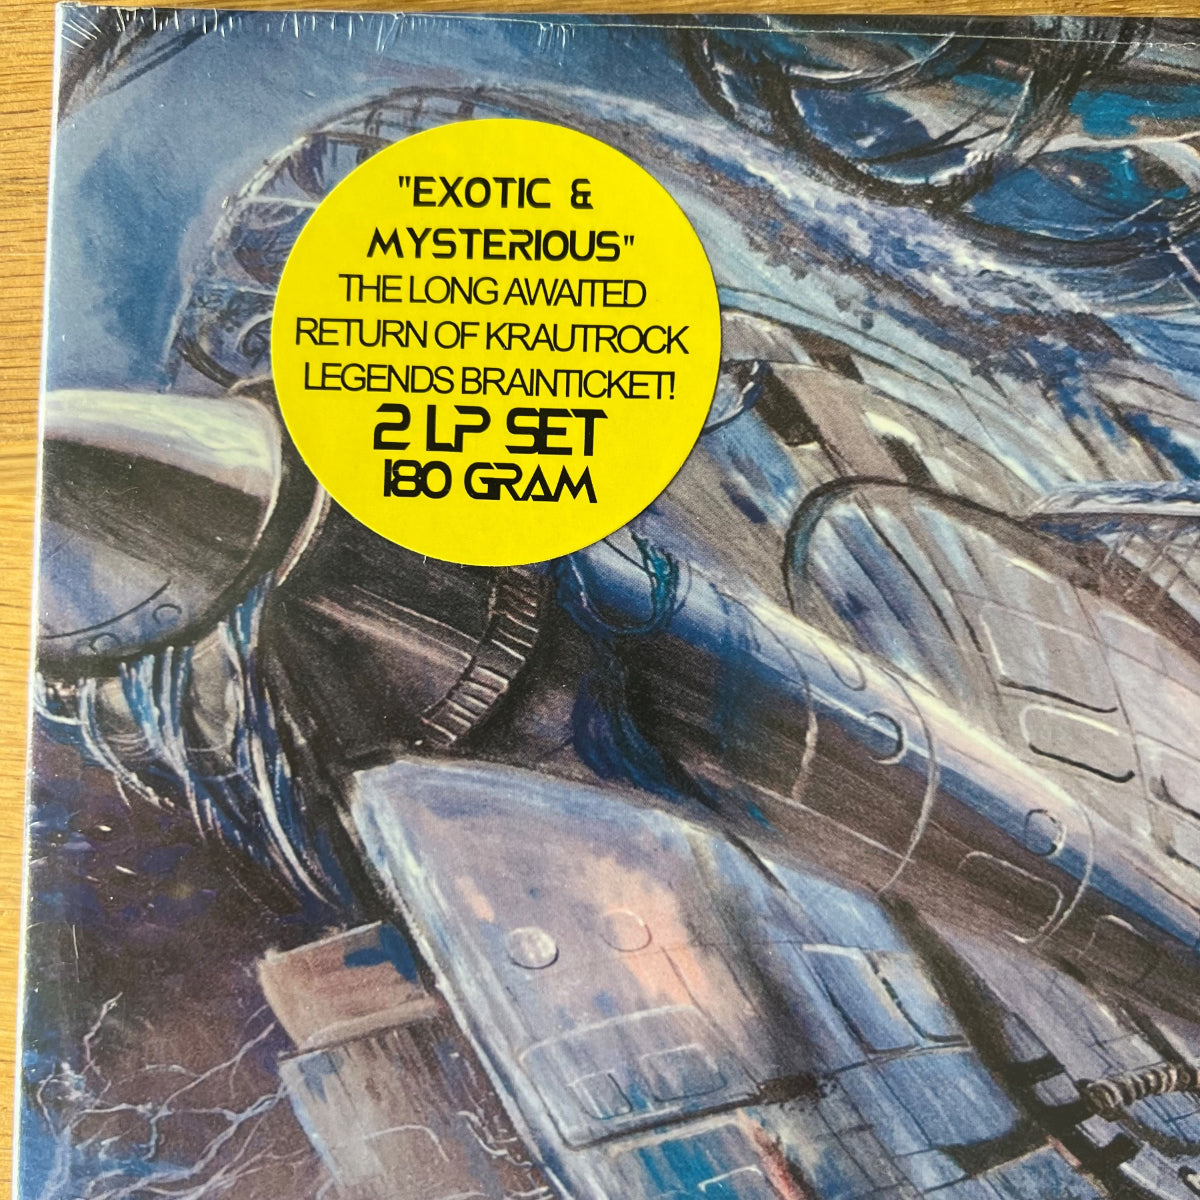 "EXOTIC &
MYSTERIOUS"
THE LONG AWAITED
RETURN OF KRAUTROCK
LEGENDS BRAINTICKET!
2 LP SET
180 GRAM